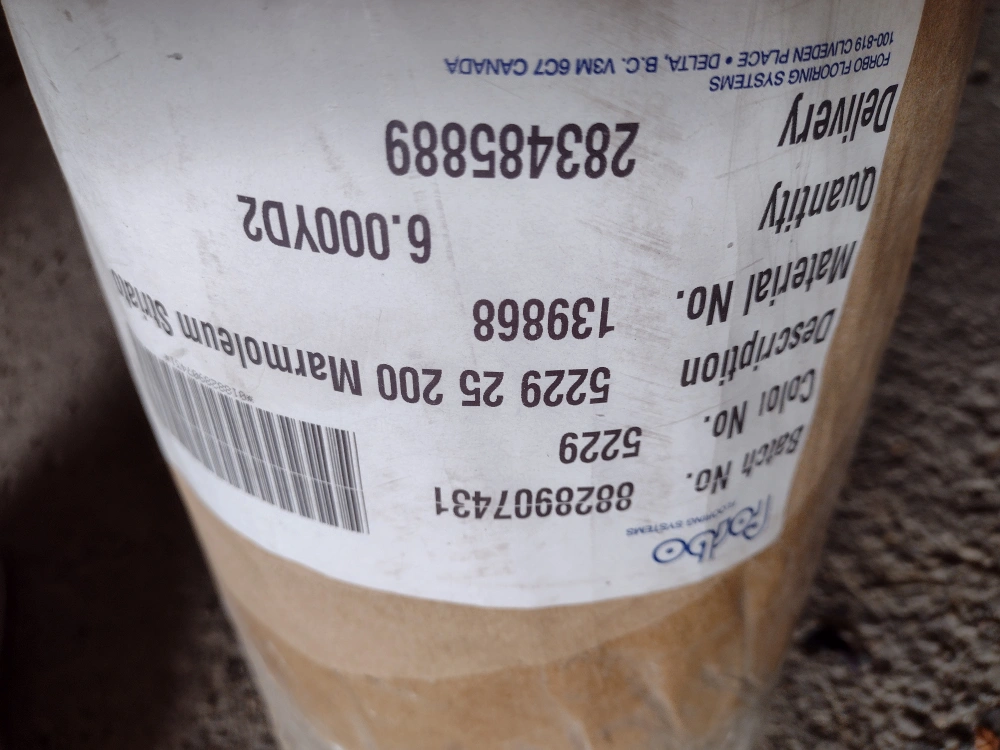 Forbo
FLOORING SYSTEMS
Batch No. 8828907431
Color No. 5229
Description 5229 25 200 Marmoleum Striato
Material No. 139868
Quantity 6.000YD2
Delivery 283485889
FORBO FLOORING SYSTEMS
100-819 CLIVEDEN PLACE • DELTA, B.C. V3M 6C7 CANADA